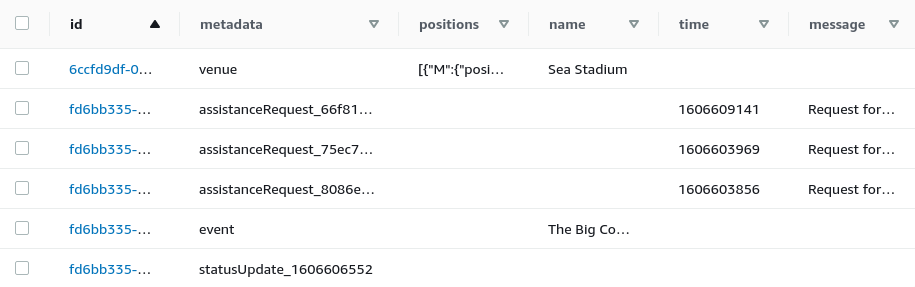 id metadata positions name time message
6ccfd9df-0... venue [{"M":{"posi... Sea Stadium
fd6bb335-... assistanceRequest_66f81... 1606609141 Request for...
fd6bb335-... assistanceRequest_75ec7... 1606603969 Request for...
fd6bb335-... assistanceRequest_8086e... 1606603856 Request for...
fd6bb335-... event The Big Co...
fd6bb335-... statusUpdate_1606606552